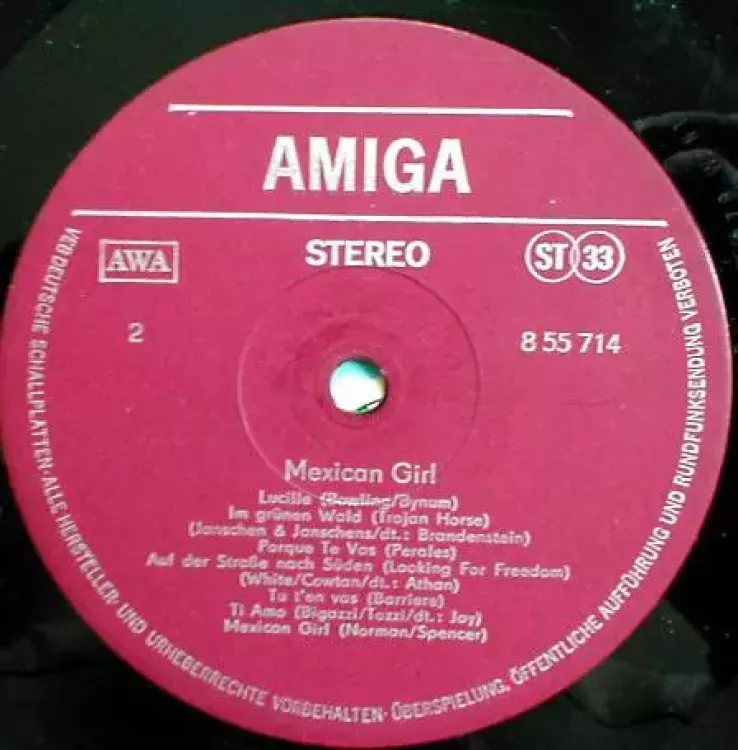 AMIGA
AWA
STEREO
ST 33
2
8 55 714
Mexican Girl
Lucille (Bowling/Bynum)
Im grünen Wald (Trojan Horse)
(Janschen & Janschens/dt.: Brandenstein)
Porque Te Vas (Perales)
Auf der Straße nach Süden (Looking For Freedom)
(White/Cowtan/dt.: Athan)
Tu t'en vas (Barriere)
Ti Amo (Bigazzi/Tozzi/dt.: Jay)
Mexican Girl (Norman/Spencer)
VEB DEUTSCHE SCHALLPLATTEN·ALLE HERSTELLER- UND URHEBERRECHTE VORBEHALTEN·ÜBERSPIELUNG, ÖFFENTLICHE AUFFÜHRUNG UND RUNDFUNKSENDUNG VERBOTEN